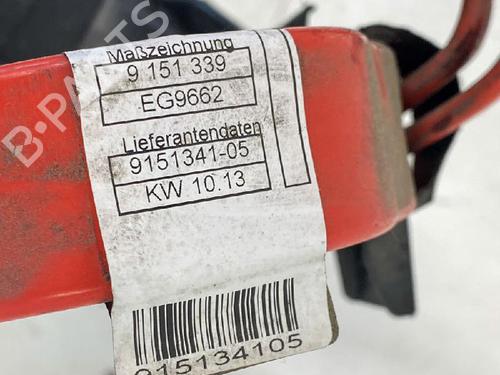 Maßzeichnung
9 151 339
EG9662
Lieferantendaten
9151341-05
KW 10.13
915134105
B-PARTS